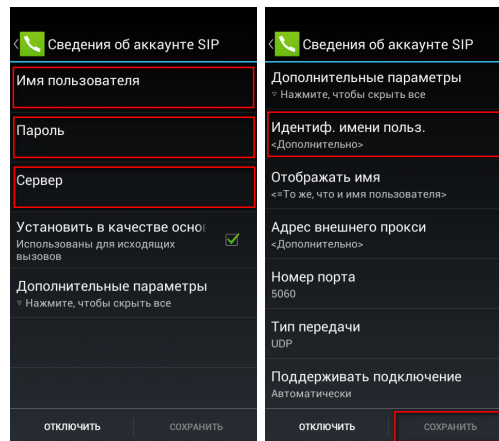 Сведения об аккаунте SIP
Имя пользователя
Пароль
Сервер
Установить в качестве осно
Использованы для исходящих
вызовов
Дополнительные параметры
Нажмите, чтобы скрыть все
ОТКЛЮЧИТЬ
СОХРАНИТЬ
Сведения об аккаунте SIP
Дополнительные параметры
Нажмите, чтобы скрыть все
Идентиф. имени польз.
<Дополнительно>
Отображать имя
<=То же, что и имя пользователя>
Адрес внешнего прокси
<Дополнительно>
Номер порта
5060
Тип передачи
UDP
Поддерживать подключение
Автоматически
ОТКЛЮЧИТЬ
СОХРАНИТЬ